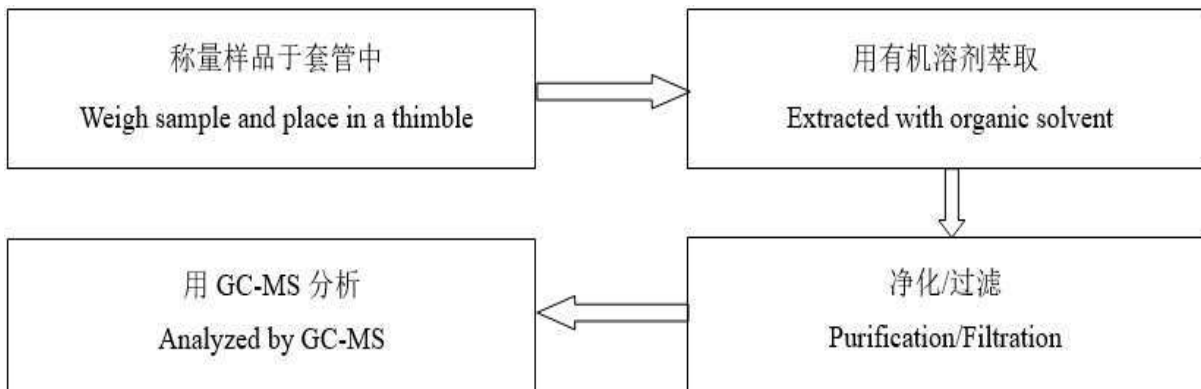 称量样品于套管中
Weigh sample and place in a thimble
用有机溶剂萃取
Extracted with organic solvent
净化/过滤
Purification/Filtration
用 GC-MS 分析
Analyzed by GC-MS